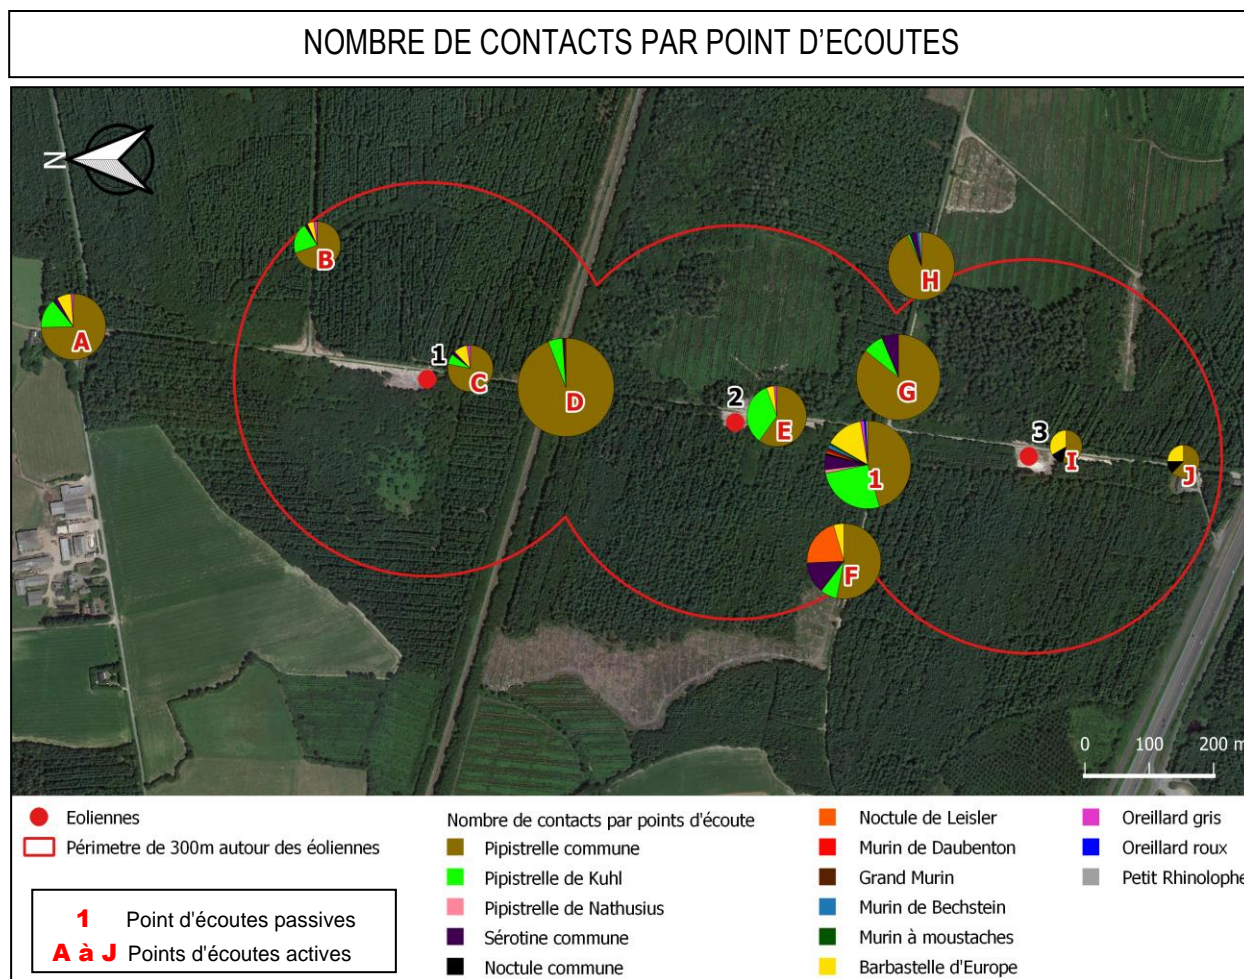 NOMBRE DE CONTACTS PAR POINT D'ECOUTES
N
B
H
A
1
C
D
G
2
E
3
I
J
1
F
0 100 200 m
Eoliennes
Périmetre de 300m autour des éoliennes
1 Point d'écoutes passives
A à J Points d'écoutes actives
Nombre de contacts par points d'écoute
Pipistrelle commune
Pipistrelle de Kuhl
Pipistrelle de Nathusius
Sérotine commune
Noctule commune
Noctule de Leisler
Murin de Daubenton
Grand Murin
Murin de Bechstein
Murin à moustaches
Barbastelle d'Europe
Oreillard gris
Oreillard roux
Petit Rhinolophe